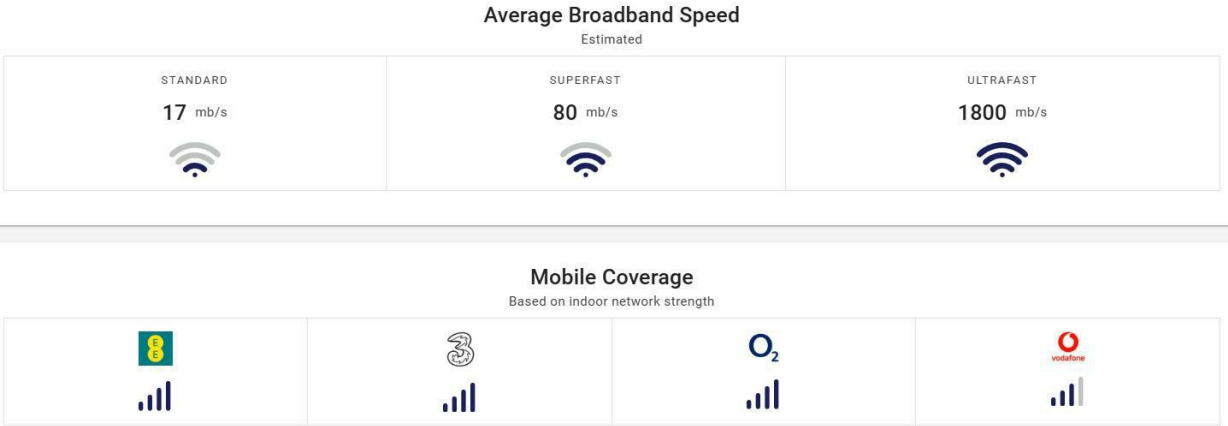 Average Broadband Speed
Estimated
STANDARD
17 mb/s
SUPERFAST
80 mb/s
ULTRAFAST
1800 mb/s
Mobile Coverage
Based on indoor network strength
E
E
3
O2
vodafone